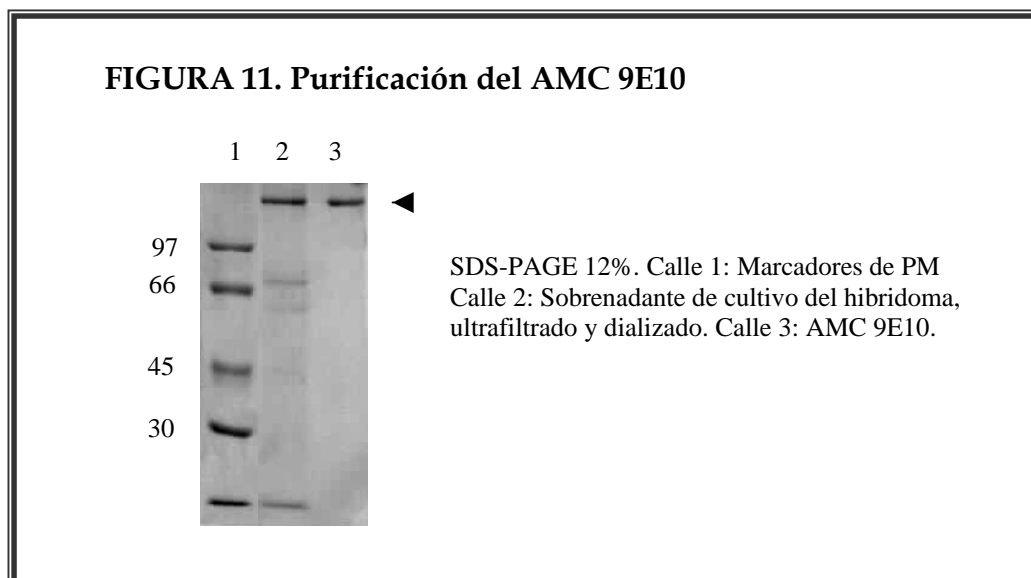 FIGURA 11. Purificación del AMC 9E10
1 2 3
97
66
45
30
SDS-PAGE 12%. Calle 1: Marcadores de PM
Calle 2: Sobrenadante de cultivo del hibridoma,
ultrafiltrado y dializado. Calle 3: AMC 9E10.